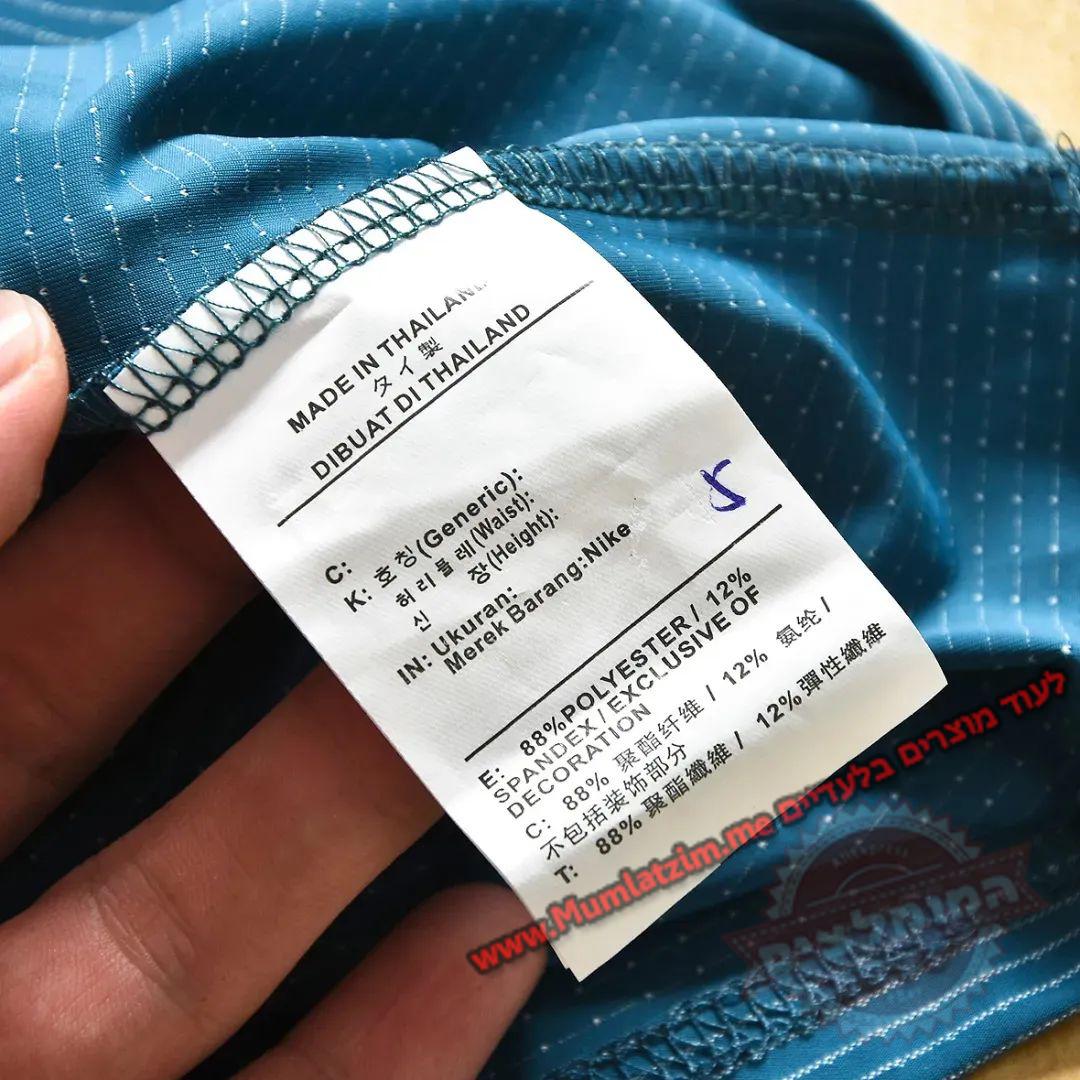 MADE IN THAILAND
タイ製
DIBUAT DI THAILAND
C:
K: 호칭(Generic):
허리둘레(Waist):
신 장(Height):
IN: Ukuran:
Merek Barang:Nike
E: 88%POLYESTER / 12%
SPANDEX / EXCLUSIVE OF
DECORATION
C: 88% 聚酯纤维 / 12% 氨纶 /
不包括装饰部分
T: 88% 聚酯纖維 / 12%彈性纖維
www.Mumlatzim.me לעוד מוצרים בלעדיים
המומלצים